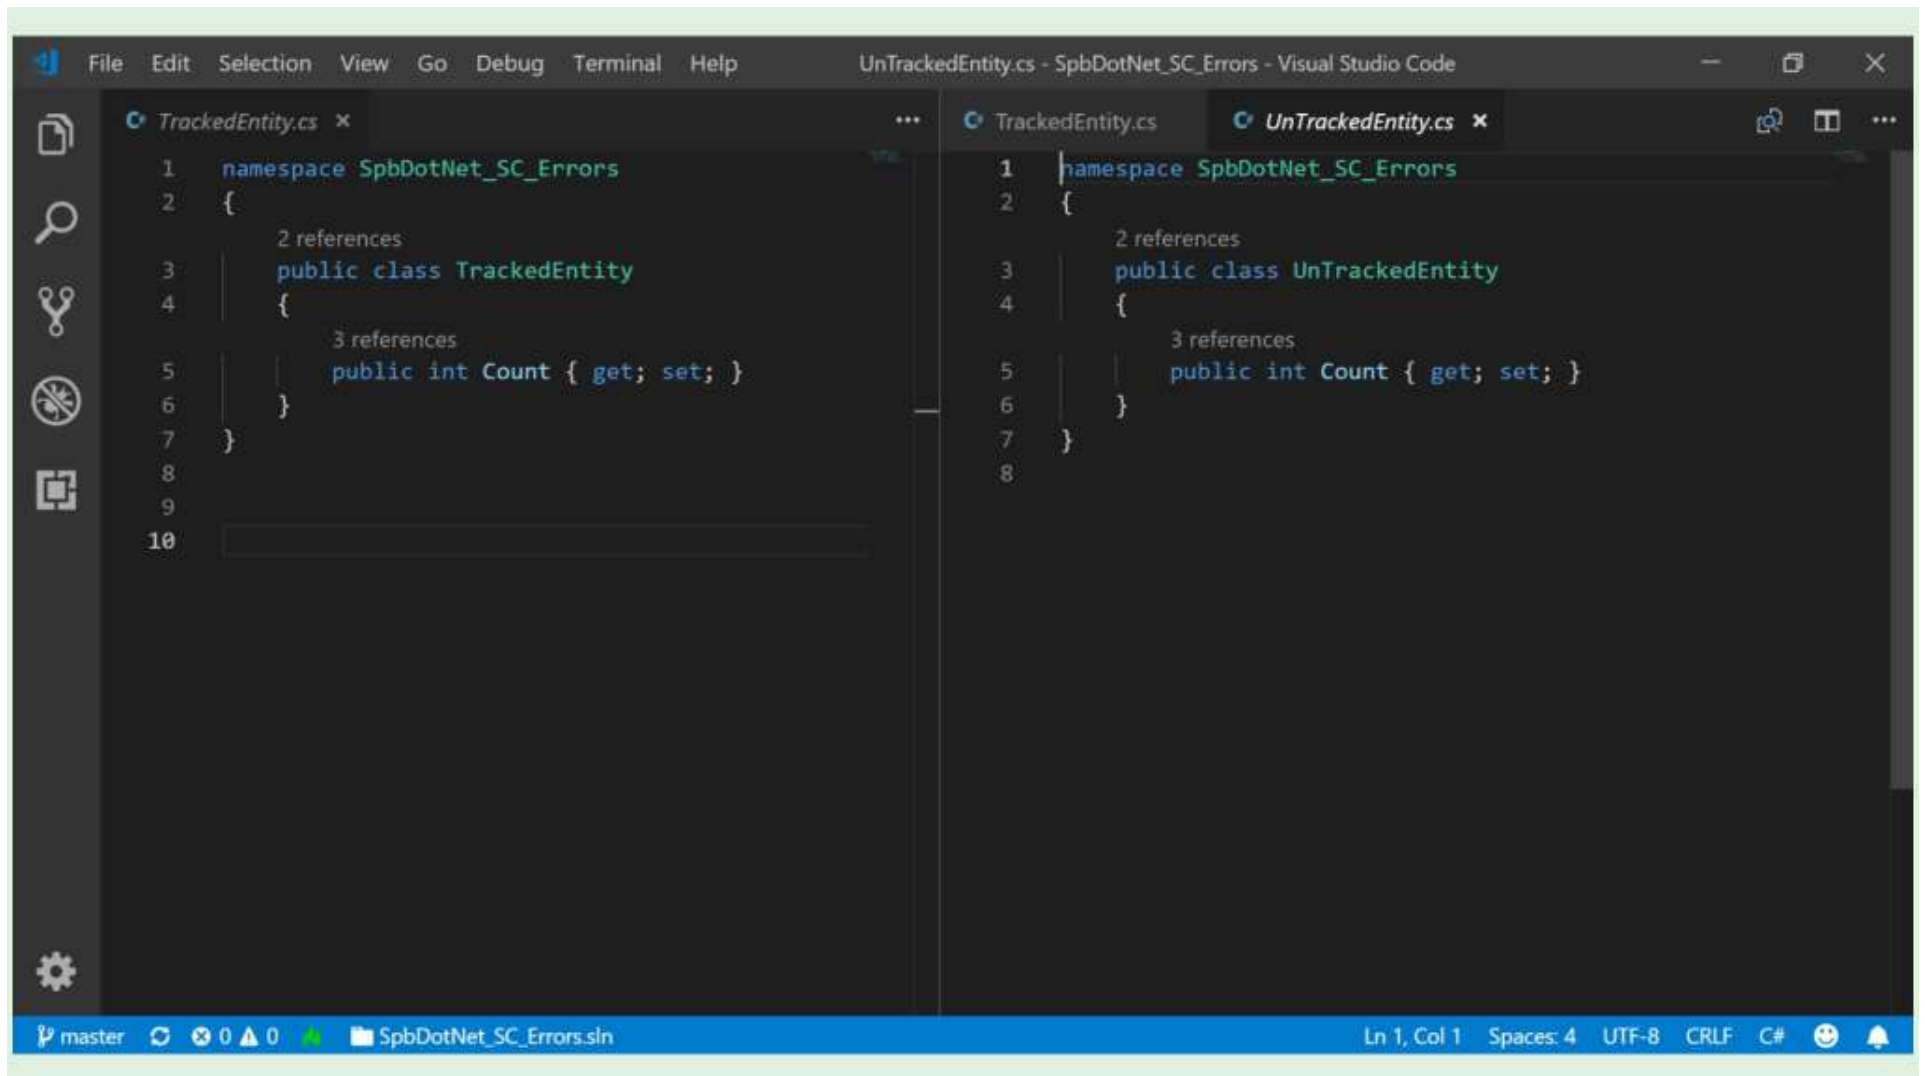 File Edit Selection View Go Debug Terminal Help UnTrackedEntity.cs - SpbDotNet_SC_Errors - Visual Studio Code
TrackedEntity.cs
1 namespace SpbDotNet_SC_Errors
2 {
2 references
3 public class TrackedEntity
4 {
3 references
5 public int Count { get; set; }
6 }
7 }
8
9
10
TrackedEntity.cs UnTrackedEntity.cs
1 namespace SpbDotNet_SC_Errors
2 {
2 references
3 public class UnTrackedEntity
4 {
3 references
5 public int Count { get; set; }
6 }
7 }
8
master 0 0 SpbDotNet_SC_Errors.sln Ln 1, Col 1 Spaces: 4 UTF-8 CRLF C#